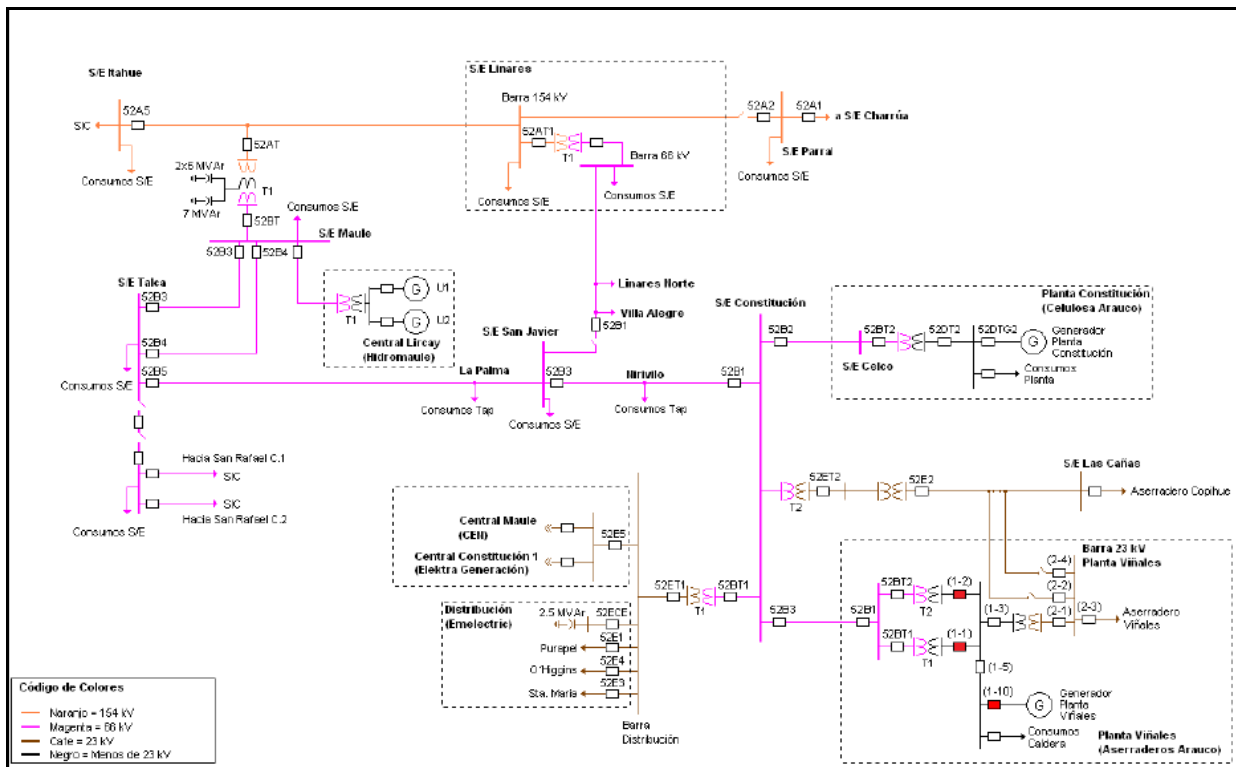 S/E Itahue
52A5
SIC
Consumos S/E
52AT
2x5 MVAr
T1
7 MVAr
52BT
Consumos S/E
S/E Maule
52B3
52B4
S/E Linares
Barra 154 kV
52AT1
T1
Barra 66 kV
Consumos S/E
Consumos S/E
52A2
52A1
a S/E Charrúa
S/E Parral
Consumos S/E
S/E Talca
52B3
52B4
Consumos S/E
52B5
T1
G
U1
G
U2
Central Lircay
(Hidromaule)
Linares Norte
Villa Alegre
52B1
S/E San Javier
La Palma
52B3
Nirivilo
52B1
Consumos Tap
Consumos S/E
Consumos Tap
S/E Constitución
52B2
Planta Constitución
(Celulosa Arauco)
52BT2
52DT2
52DTG2
G
Generador
Planta
Constitución
S/E Celco
Consumos
Planta
Hacia San Rafael C.1
SIC
SIC
Hacia San Rafael C.2
Consumos S/E
52ET2
T2
52E2
S/E Las Cañas
Aserradero Copihue
Central Maule
(CEN)
52E5
Central Constitución 1
(Elektra Generación)
52ET1
52BT1
T1
Distribución
(Emelectric)
2.5 MVAr
52ECE
52E1
Purapel
52E4
O'Higgins
52E3
Sta. María
Barra
Distribución
52B3
52B1
Barra 23 kV
Planta Viñales
(2-4)
(2-2)
52BT2
(1-2)
T2
(1-3)
(2-1)
(2-3)
Aserradero
Viñales
52BT1
(1-1)
T1
(1-5)
(1-10)
G
Generador
Planta
Viñales
Consumos
Caldera
Planta Viñales
(Aserraderos Arauco)
Código de Colores
Naranjo = 154 kV
Magenta = 66 kV
Café = 23 kV
Negro = Menos de 23 kV